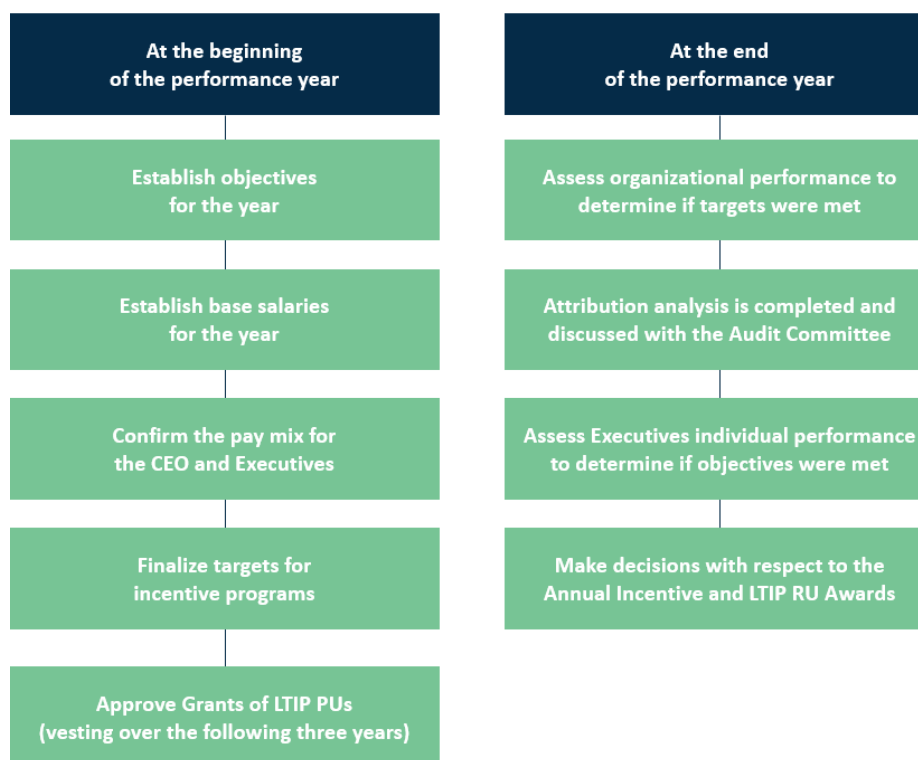 At the beginning
of the performance year
Establish objectives
for the year
Establish base salaries
for the year
Confirm the pay mix for
the CEO and Executives
Finalize targets for
incentive programs
Approve Grants of LTIP PUs
(vesting over the following three years)
At the end
of the performance year
Assess organizational performance to
determine if targets were met
Attribution analysis is completed and
discussed with the Audit Committee
Assess Executives individual performance
to determine if objectives were met
Make decisions with respect to the
Annual Incentive and LTIP RU Awards